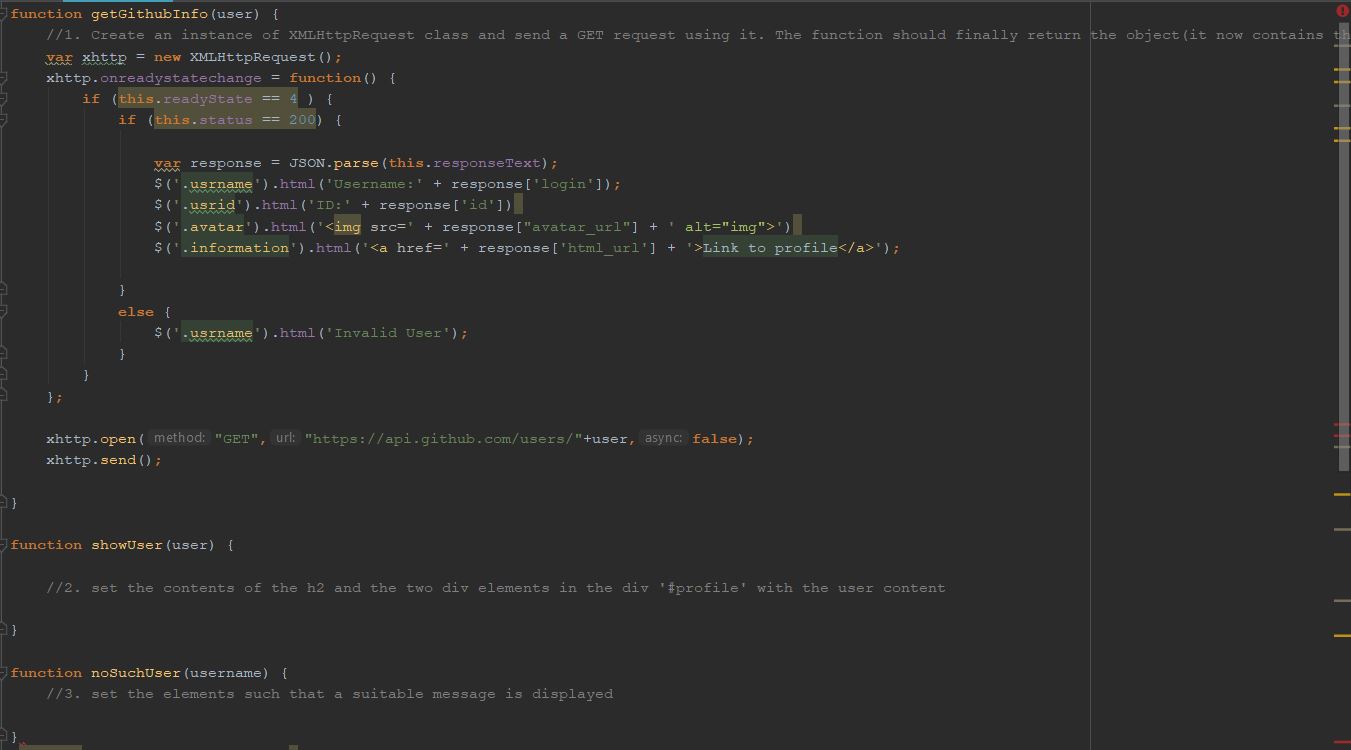 function getGithubInfo(user) {
//1. Create an instance of XMLHttpRequest class and send a GET request using it. The function should finally return the object(it now contains
var xhttp = new XMLHttpRequest();
xhttp.onreadystatechange = function() {
if (this.readyState == 4 ) {
if (this.status == 200) {
var response = JSON.parse(this.responseText);
$('.usrname').html('Username:' + response['login']);
$('.usrid').html('ID:' + response['id'])
$('.avatar').html('<img src=' + response["avatar_url"] + ' alt="img">')
$('.information').html('<a href=' + response['html_url'] + '>Link to profile</a>');
}
else {
$('.usrname').html('Invalid User');
}
}
};
xhttp.open( method: "GET", url: "https://api.github.com/users/"+user, async: false);
xhttp.send();
}
function showUser(user) {
//2. set the contents of the h2 and the two div elements in the div '#profile' with the user content
}
function noSuchUser(username) {
//3. set the elements such that a suitable message is displayed
}